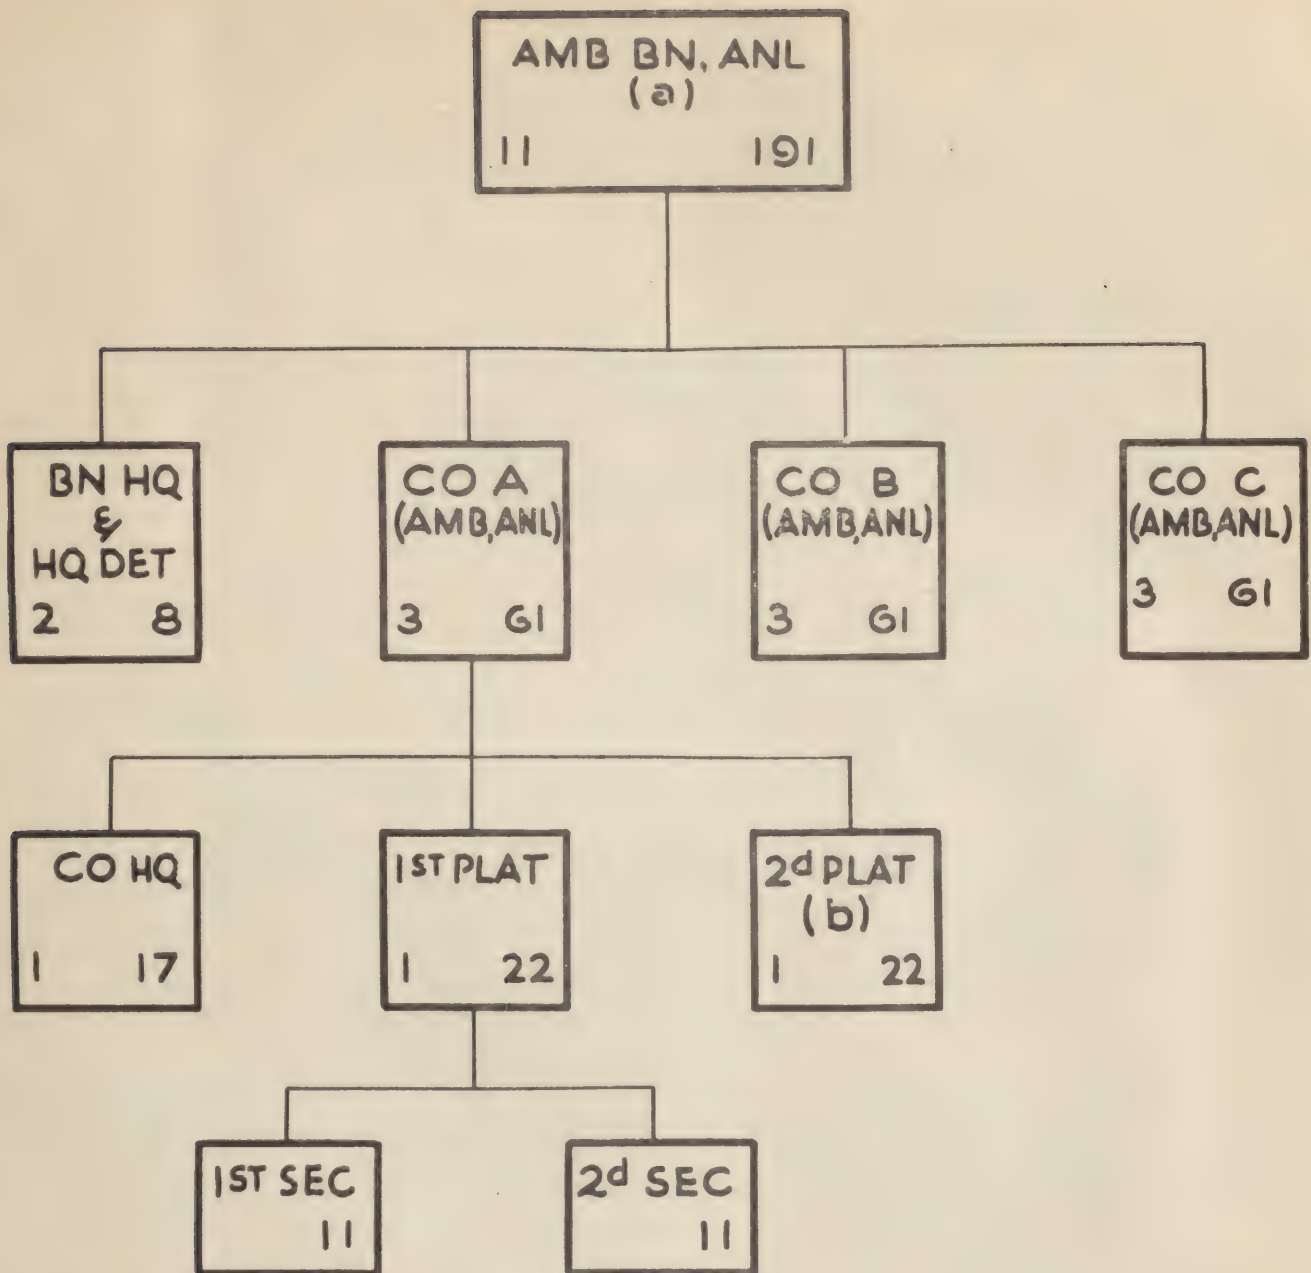 AMB BN, ANL
(a)
11 191
BN HQ
&
HQ DET
2 8
CO A
(AMB, ANL)
3 61
CO B
(AMB, ANL)
3 61
CO C
(AMB, ANL)
3 61
CO HQ
1 17
1ST PLAT
1 22
2d PLAT
(b)
1 22
1ST SEC
11
2d SEC
11